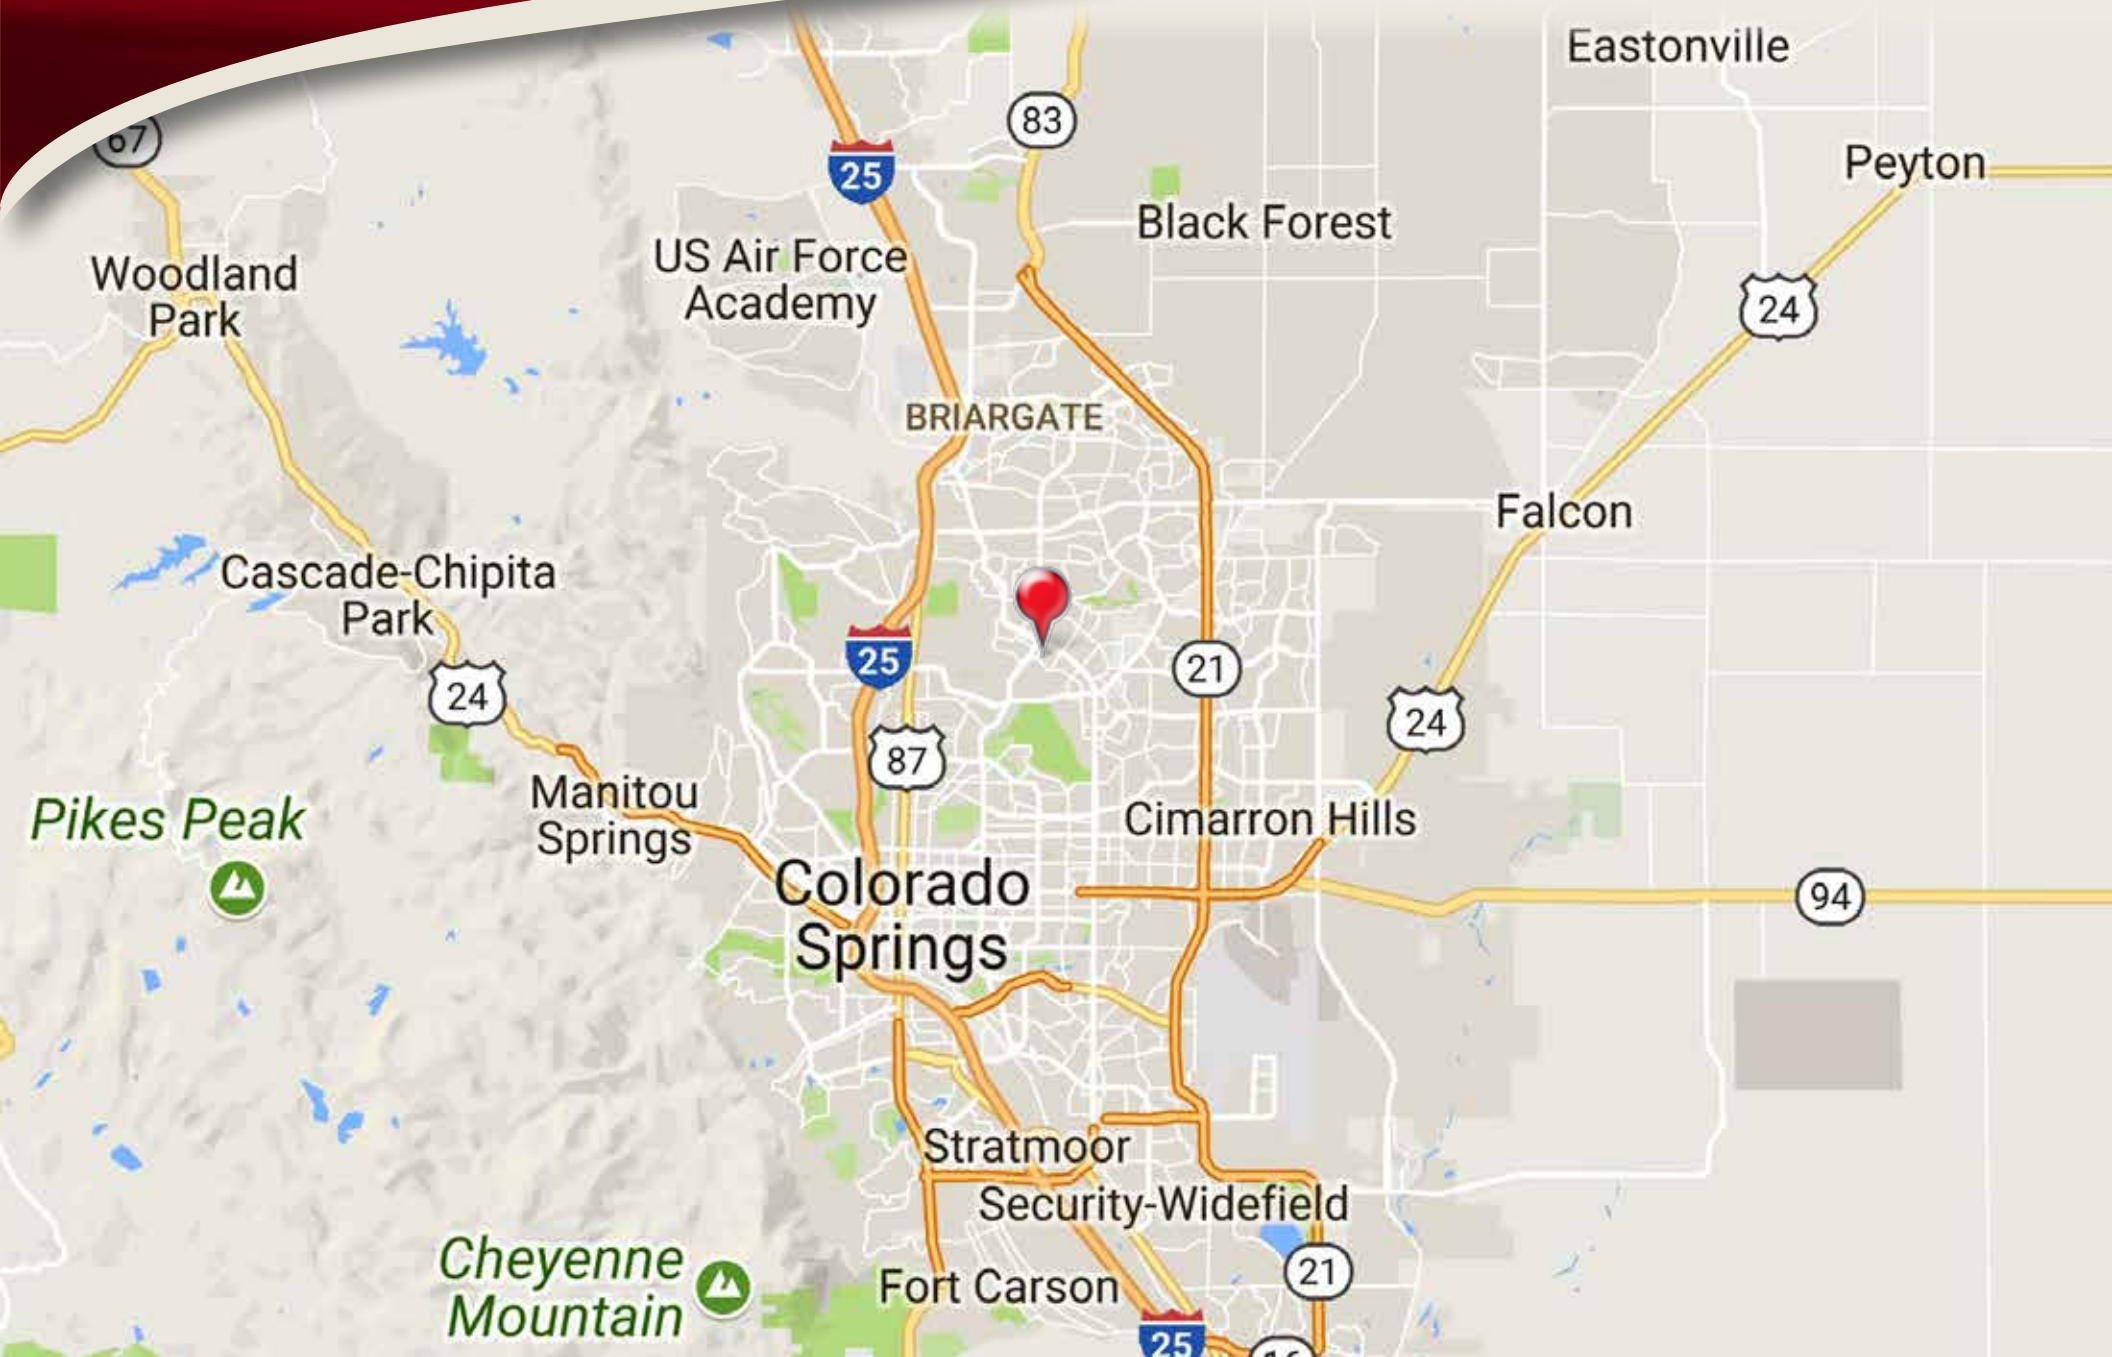 Eastonville
83
67
Peyton
25
Black Forest
US Air Force
Academy
Woodland
Park
24
BRIARGATE
Falcon
Cascade-Chipita
Park
25
21
24
24
87
Manitou
Springs
Pikes Peak
Cimarron Hills
Colorado
Springs
94
Stratmoor
Security-Widefield
Cheyenne
Mountain
Fort Carson
21
25